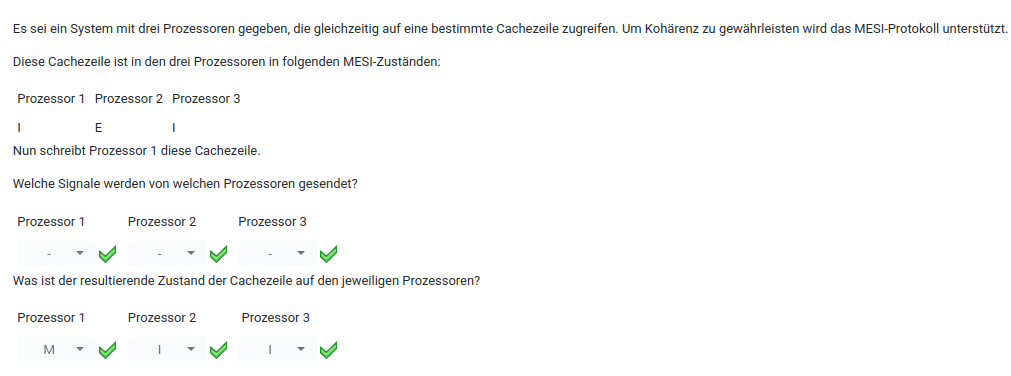 Es sei ein System mit drei Prozessoren gegeben, die gleichzeitig auf eine bestimmte Cachezeile zugreifen. Um Kohärenz zu gewährleisten wird das MESI-Protokoll unterstützt.
Diese Cachezeile ist in den drei Prozessoren in folgenden MESI-Zuständen:
Prozessor 1 Prozessor 2 Prozessor 3
I E I
Nun schreibt Prozessor 1 diese Cachezeile.
Welche Signale werden von welchen Prozessoren gesendet?
Prozessor 1 Prozessor 2 Prozessor 3
- - -
Was ist der resultierende Zustand der Cachezeile auf den jeweiligen Prozessoren?
Prozessor 1 Prozessor 2 Prozessor 3
M I I